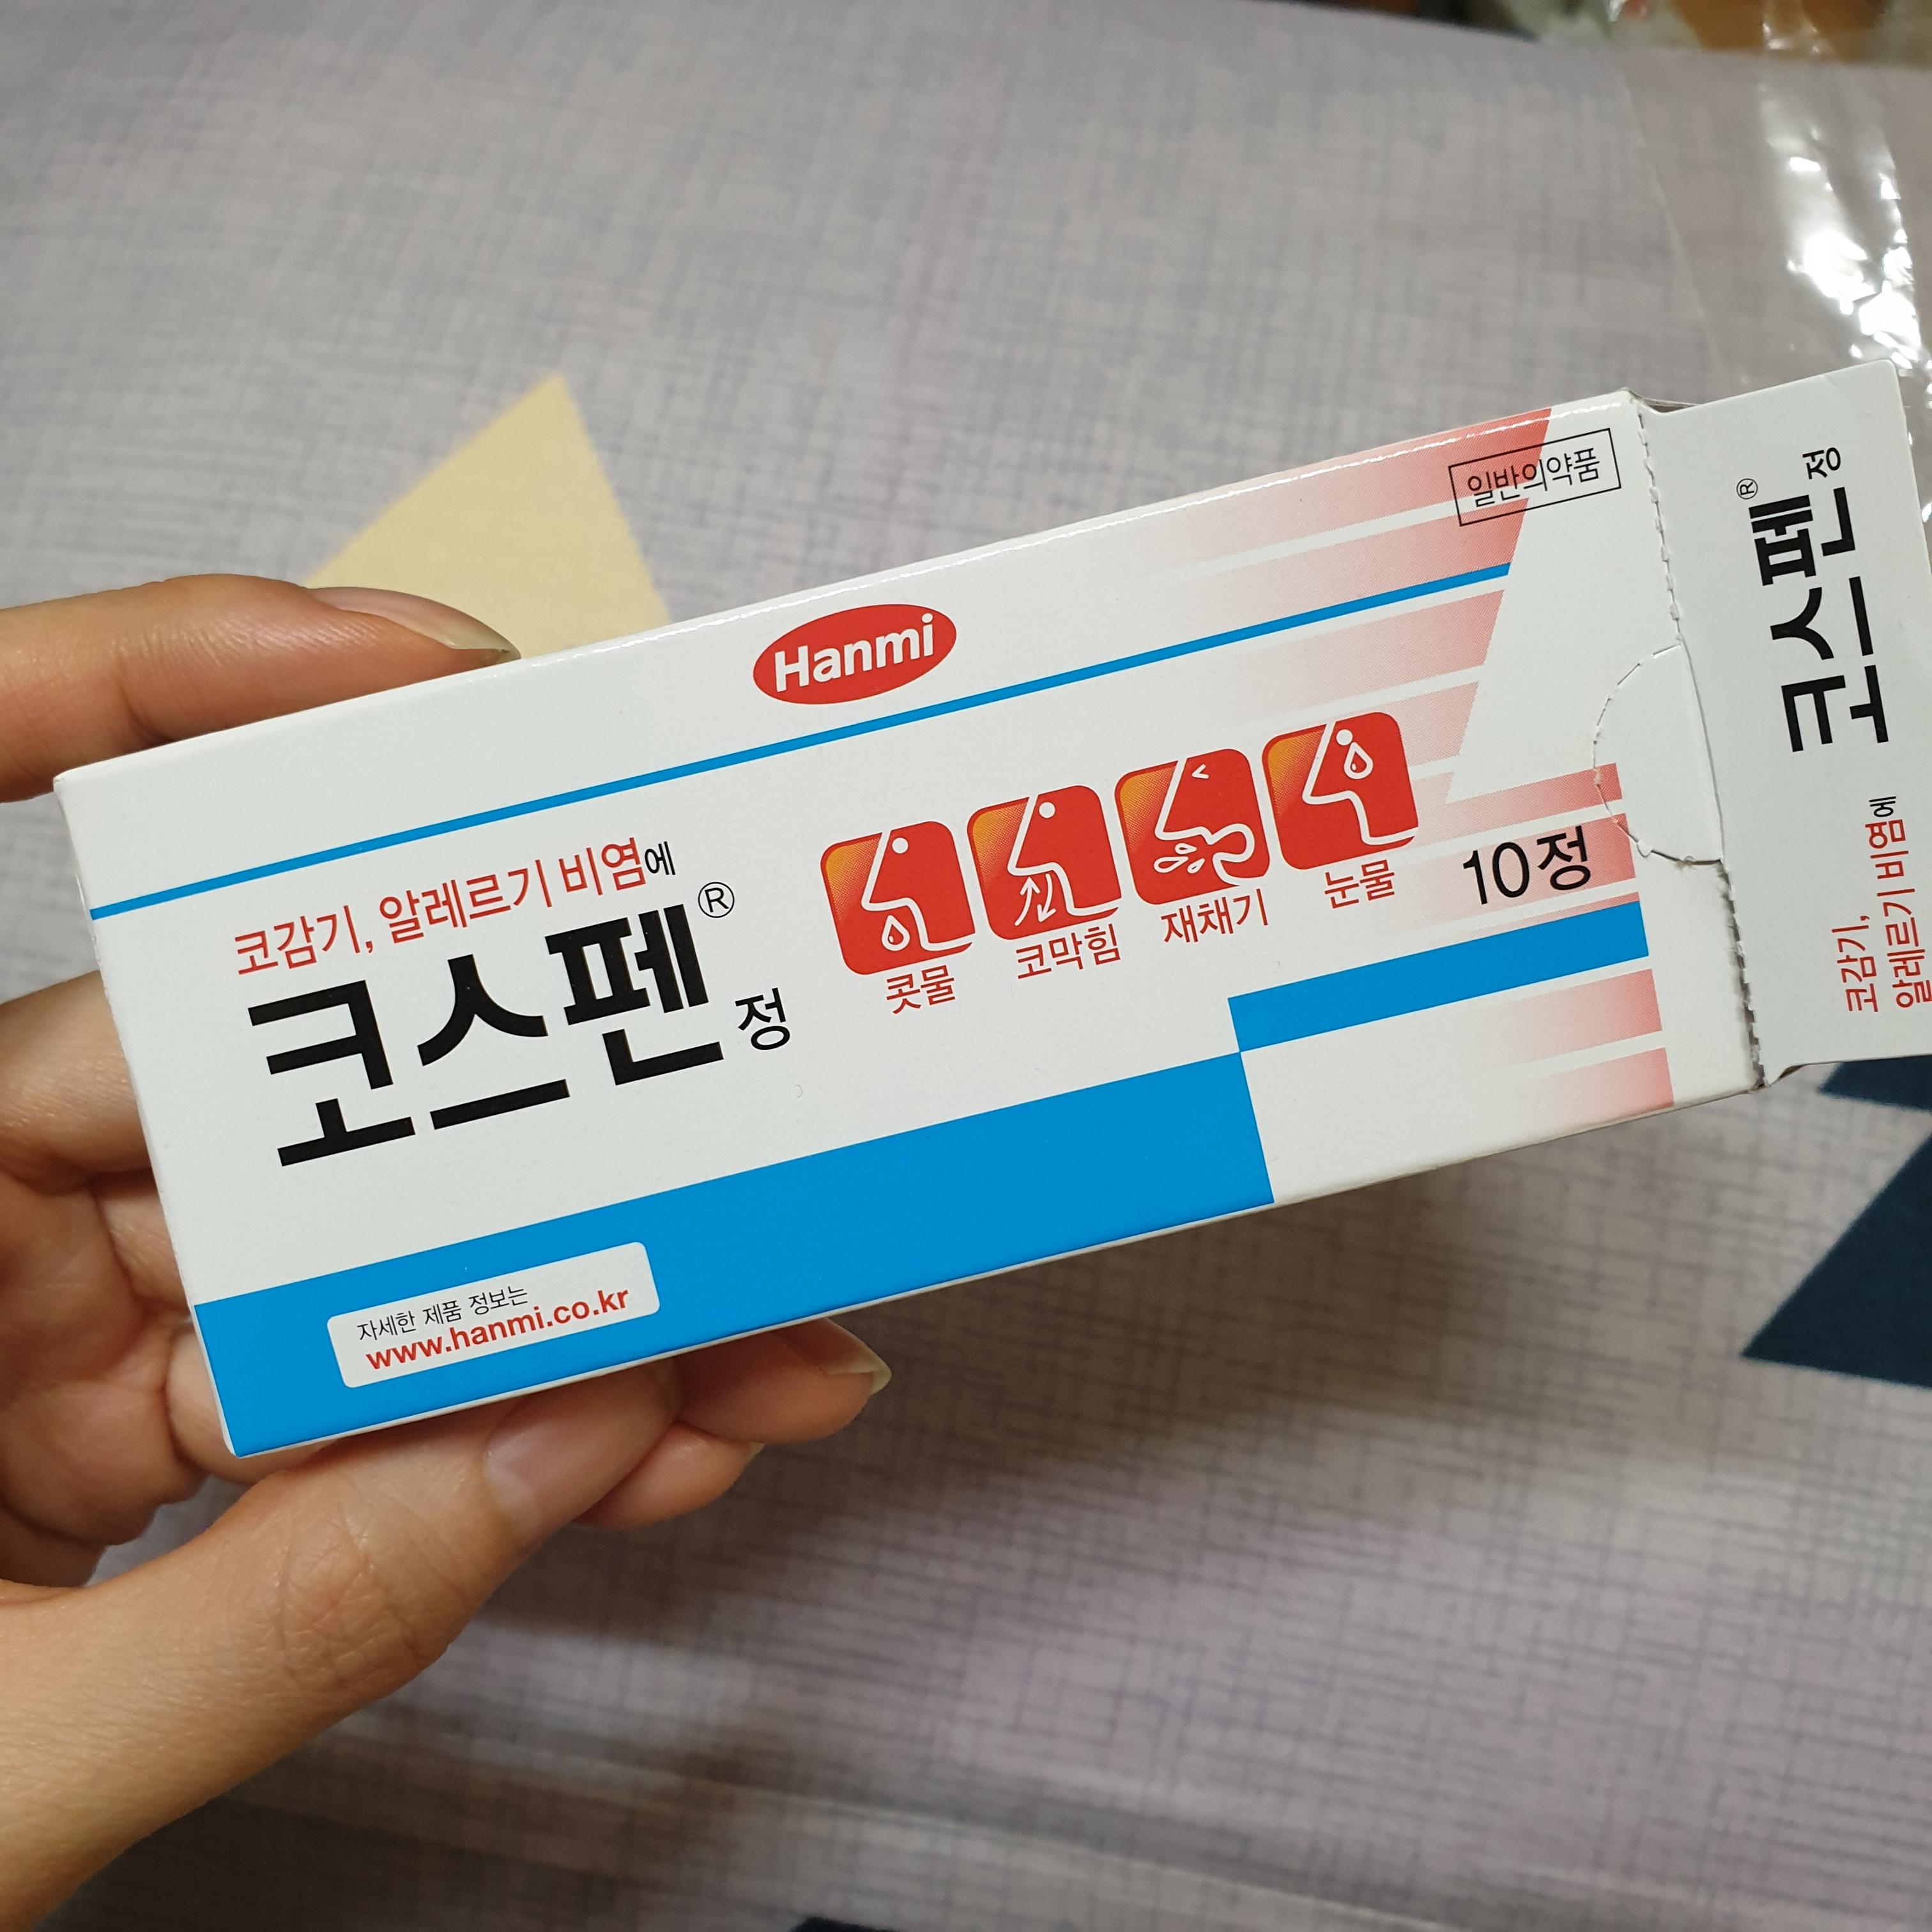 Hanmi
일반의약품
코감기, 알레르기 비염에
코스펜® 정
콧물
코막힘
재채기
눈물
10정
자세한 제품 정보는
www.hanmi.co.kr
코감기,
알레르기 비염에
코스펜® 정